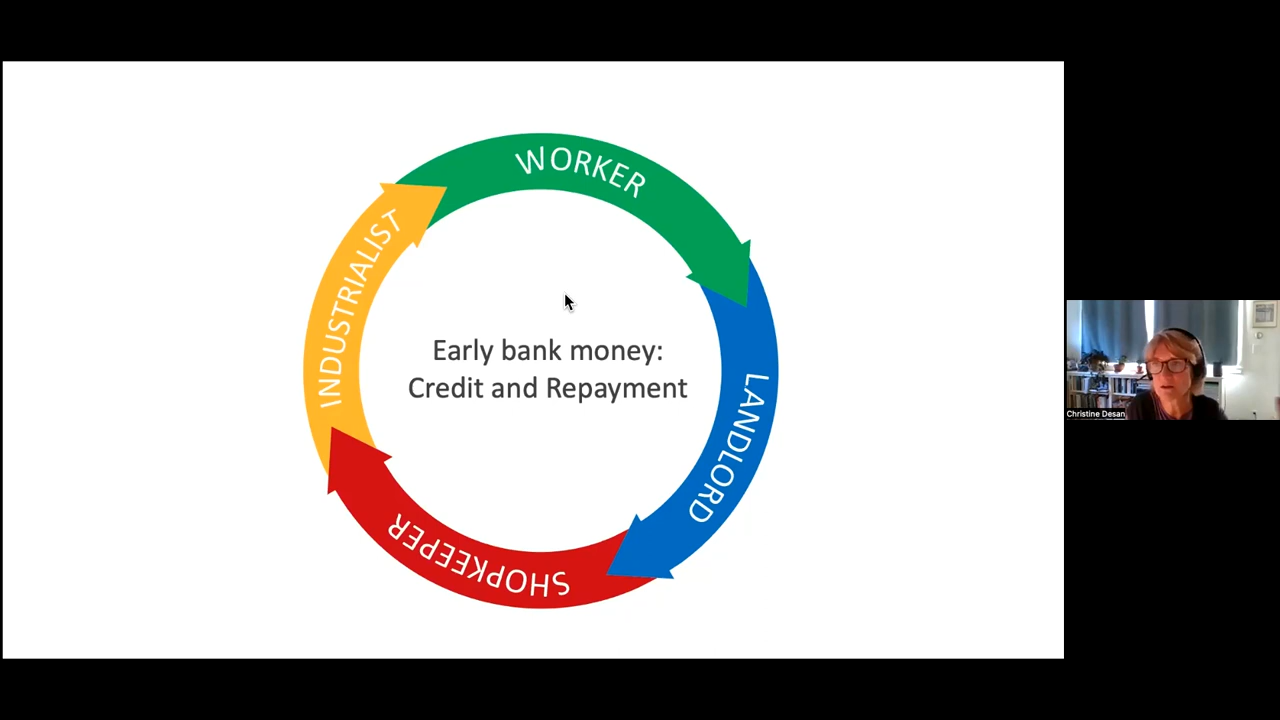 WORKER
LANDLORD
SHOPKEEPER
INDUSTRIALIST
Early bank money:
Credit and Repayment
Christine Desan